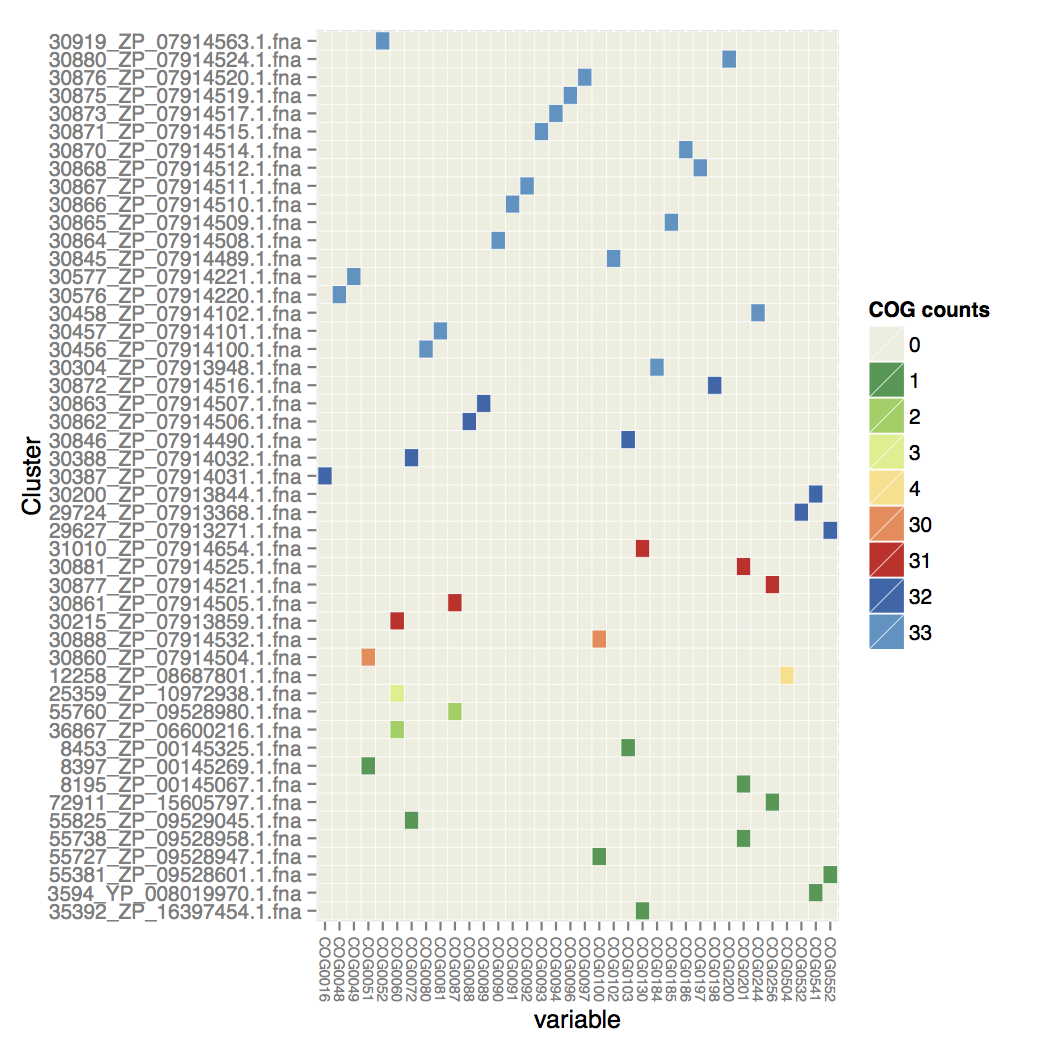 30919_ZP_07914563.1.fna
30880_ZP_07914524.1.fna
30876_ZP_07914520.1.fna
30875_ZP_07914519.1.fna
30873_ZP_07914517.1.fna
30871_ZP_07914515.1.fna
30870_ZP_07914514.1.fna
30868_ZP_07914512.1.fna
30867_ZP_07914511.1.fna
30866_ZP_07914510.1.fna
30865_ZP_07914509.1.fna
30864_ZP_07914508.1.fna
30845_ZP_07914489.1.fna
30577_ZP_07914221.1.fna
30576_ZP_07914220.1.fna
30458_ZP_07914102.1.fna
30457_ZP_07914101.1.fna
30456_ZP_07914100.1.fna
30304_ZP_07913948.1.fna
30872_ZP_07914516.1.fna
30863_ZP_07914507.1.fna
30862_ZP_07914506.1.fna
30846_ZP_07914490.1.fna
30388_ZP_07914032.1.fna
30387_ZP_07914031.1.fna
30200_ZP_07913844.1.fna
29724_ZP_07913368.1.fna
29627_ZP_07913271.1.fna
31010_ZP_07914654.1.fna
30881_ZP_07914525.1.fna
30877_ZP_07914521.1.fna
30861_ZP_07914505.1.fna
30215_ZP_07913859.1.fna
30888_ZP_07914532.1.fna
30860_ZP_07914504.1.fna
12258_ZP_08687801.1.fna
25359_ZP_10972938.1.fna
55760_ZP_09528980.1.fna
36867_ZP_06600216.1.fna
8453_ZP_00145325.1.fna
8397_ZP_00145269.1.fna
8195_ZP_00145067.1.fna
72911_ZP_15605797.1.fna
55825_ZP_09529045.1.fna
55738_ZP_09528958.1.fna
55727_ZP_09528947.1.fna
55381_ZP_09528601.1.fna
3594_YP_008019970.1.fna
35392_ZP_16397454.1.fna
Cluster
COG0016
COG0048
COG0049
COG0051
COG0052
COG0060
COG0072
COG0080
COG0081
COG0087
COG0088
COG0089
COG0090
COG0091
COG0092
COG0093
COG0094
COG0096
COG0097
COG0100
COG0102
COG0103
COG0130
COG0184
COG0185
COG0186
COG0197
COG0198
COG0200
COG0201
COG0244
COG0256
COG0504
COG0532
COG0541
COG0552
variable
COG counts
0
1
2
3
4
30
31
32
33